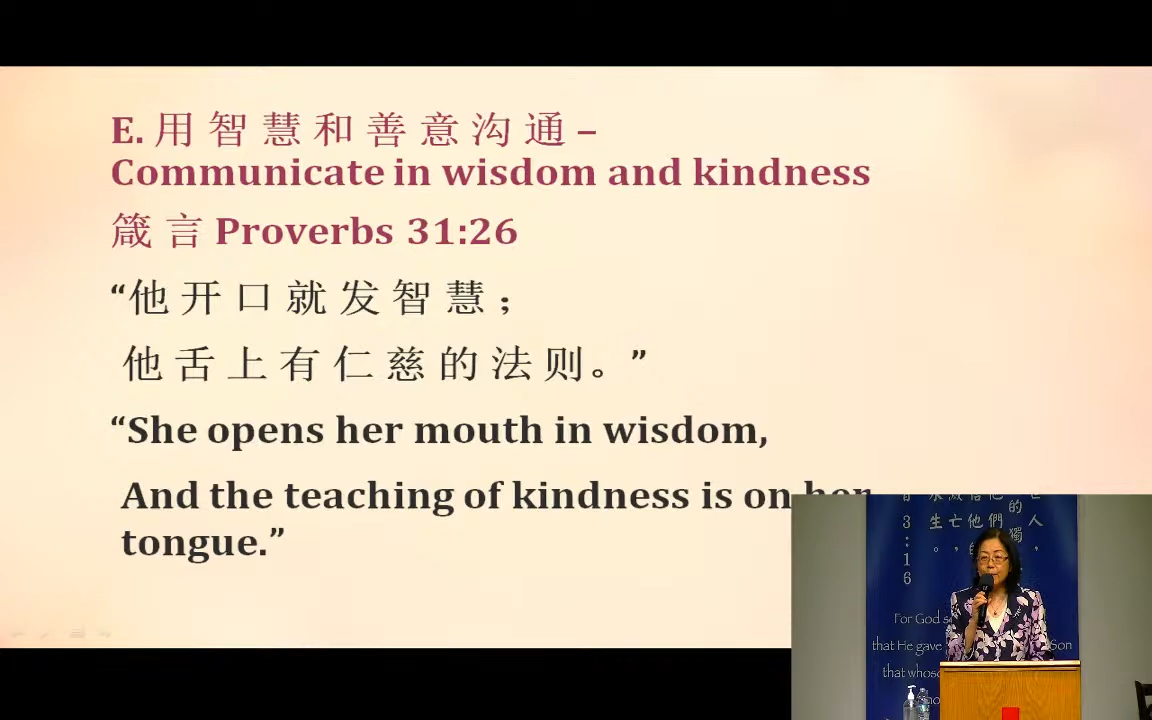 E. 用 智 慧 和 善 意 沟 通 –
Communicate in wisdom and kindness
箴 言 Proverbs 31:26
“他 开 口 就 发 智 慧 ；
他 舌 上 有 仁 慈 的 法 则 。”
“She opens her mouth in wisdom,
And the teaching of kindness is on her
tongue.”
3:16
生亡他們的獨人
For God
that He gave Son